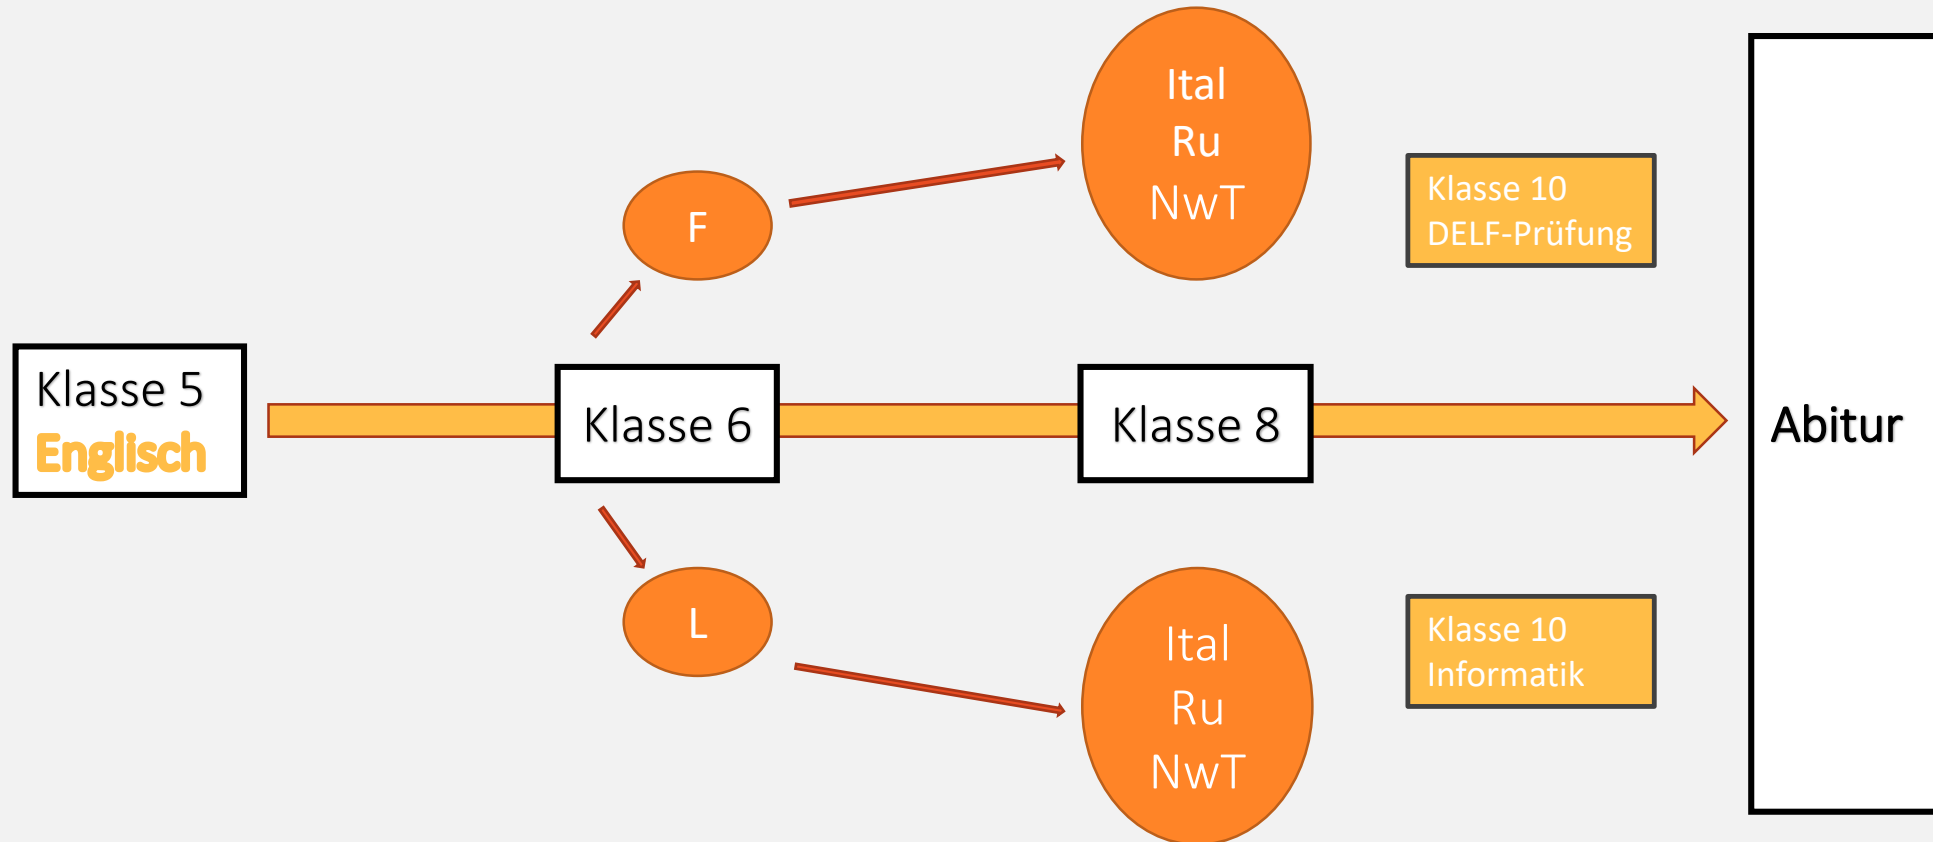 Klasse 5
Englisch
Klasse 6
F
L
Klasse 8
Ital
Ru
NwT
Ital
Ru
NwT
Klasse 10
DELF-Prüfung
Klasse 10
Informatik
Abitur